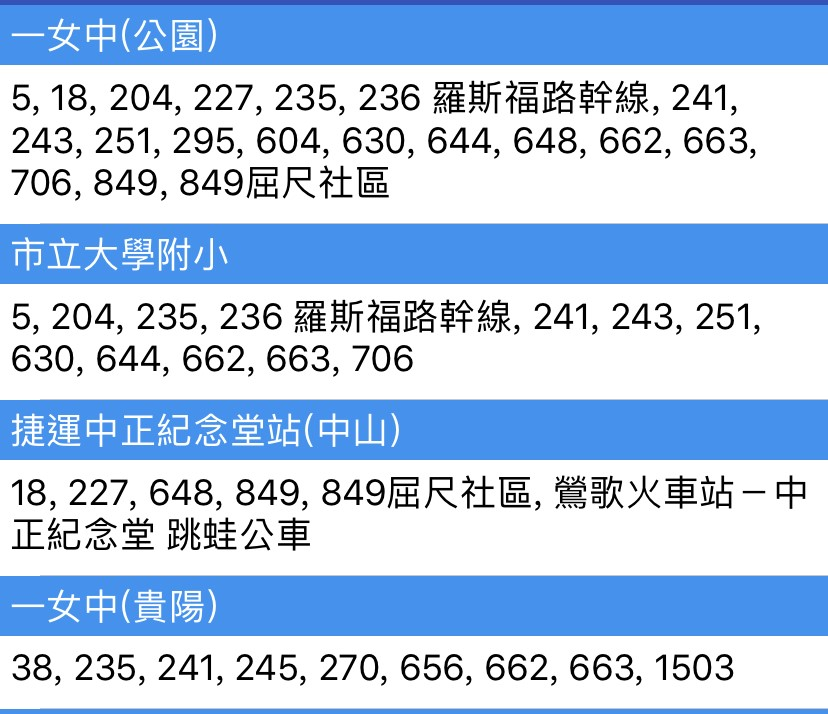 一女中(公園)
5, 18, 204, 227, 235, 236 羅斯福路幹線, 241,
243, 251, 295, 604, 630, 644, 648, 662, 663,
706, 849, 849屈尺社區
市立大學附小
5, 204, 235, 236 羅斯福路幹線, 241, 243, 251,
630, 644, 662, 663, 706
捷運中正紀念堂站(中山)
18, 227, 648, 849, 849屈尺社區, 鶯歌火車站－中
正紀念堂 跳蛙公車
一女中(貴陽)
38, 235, 241, 245, 270, 656, 662, 663, 1503